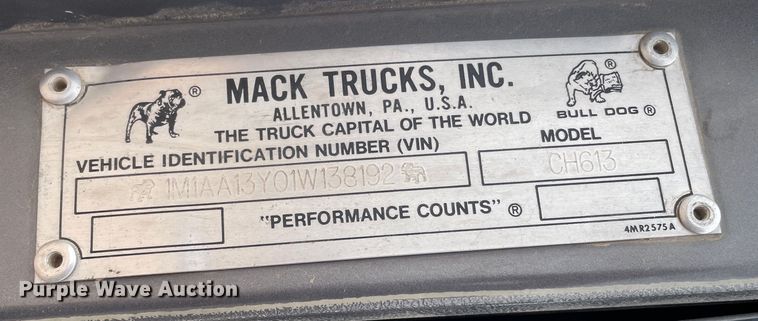 MACK TRUCKS, INC.
ALLENTOWN, PA., U.S.A.
THE TRUCK CAPITAL OF THE WORLD
® ®
BULL DOG ®
VEHICLE IDENTIFICATION NUMBER (VIN)
MODEL
1M1AA13Y01W138192
CH613
"PERFORMANCE COUNTS" ®
4MR2575A
Purple Wave Auction